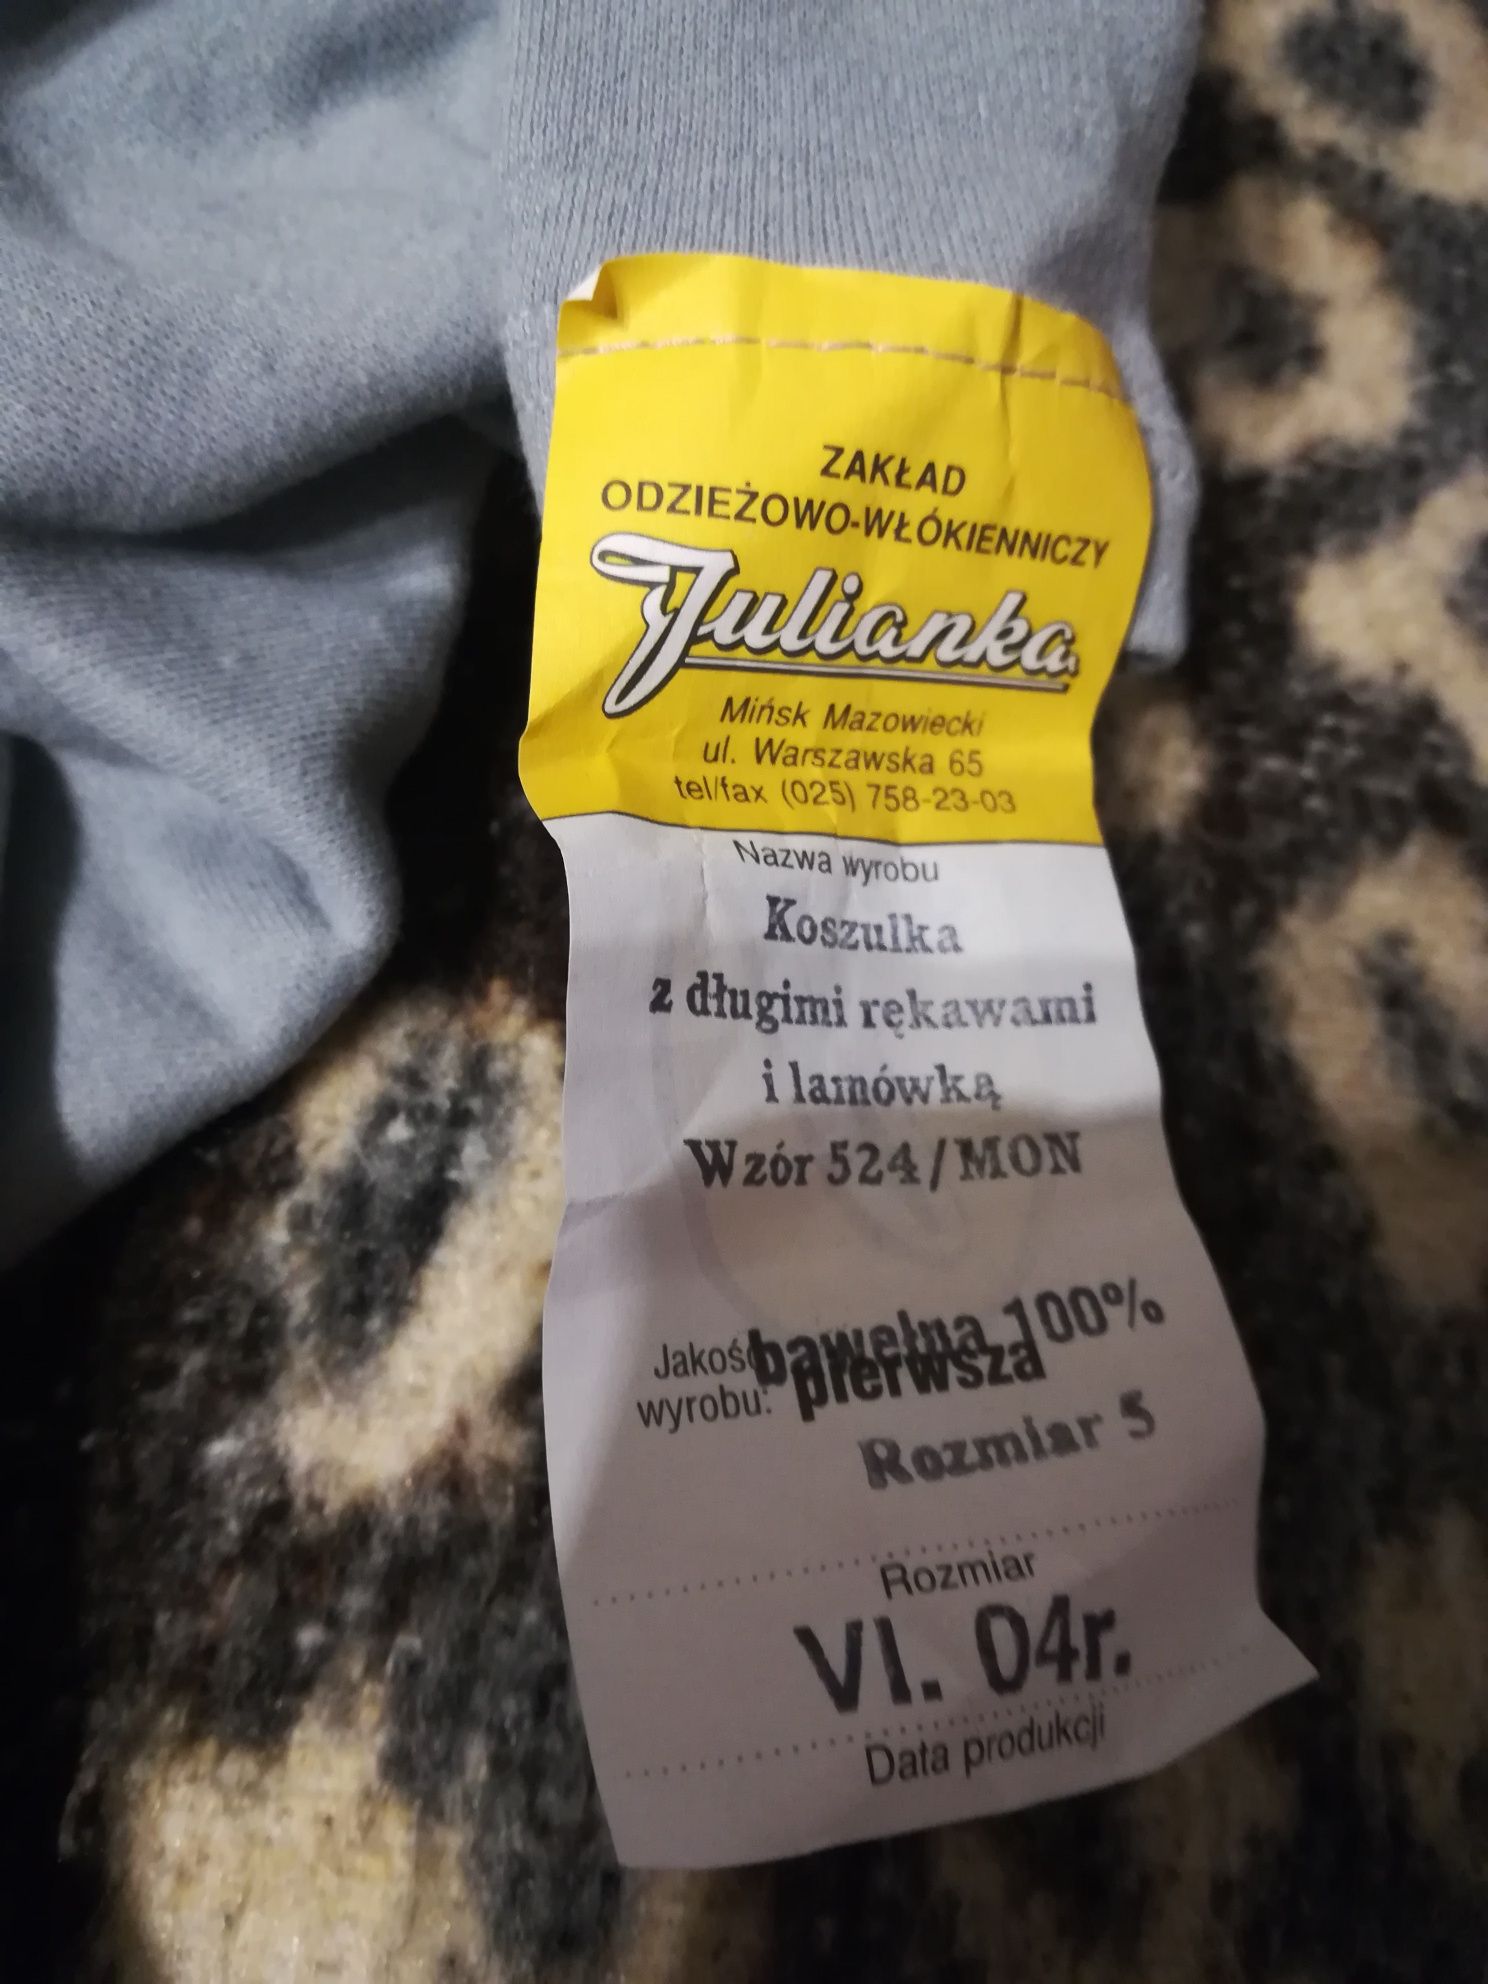 ZAKŁAD
ODZIEŻOWO-WŁÓKIENNICZY
Julianka
Mińsk Mazowiecki
ul. Warszawska 65
tel/fax (025) 758-23-03
Nazwa wyrobu
Koszulka
z długimi rękawami
i lamówką
Wzór 524/MON
bawełna 100%
Jakość
wyrobu: pierwsza
Rozmiar 5
Rozmiar
VI. 04r.
Data produkcji